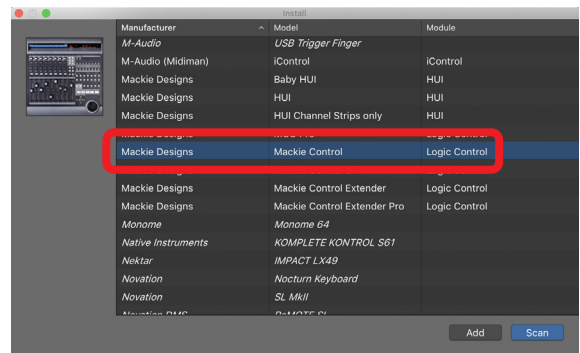 Install
Manufacturer Model Module
M-Audio USB Trigger Finger
M-Audio (Midiman) iControl iControl
Mackie Designs Baby HUI HUI
Mackie Designs HUI HUI
Mackie Designs HUI Channel Strips only HUI
Mackie Designs Mackie Control Logic Control
Mackie Designs Mackie Control Extender Logic Control
Mackie Designs Mackie Control Extender Pro Logic Control
Monome Monome 64
Native Instruments KOMPLETE KONTROL S61
Nektar IMPACT LX49
Novation Nocturn Keyboard
Novation SL MkII
Add Scan